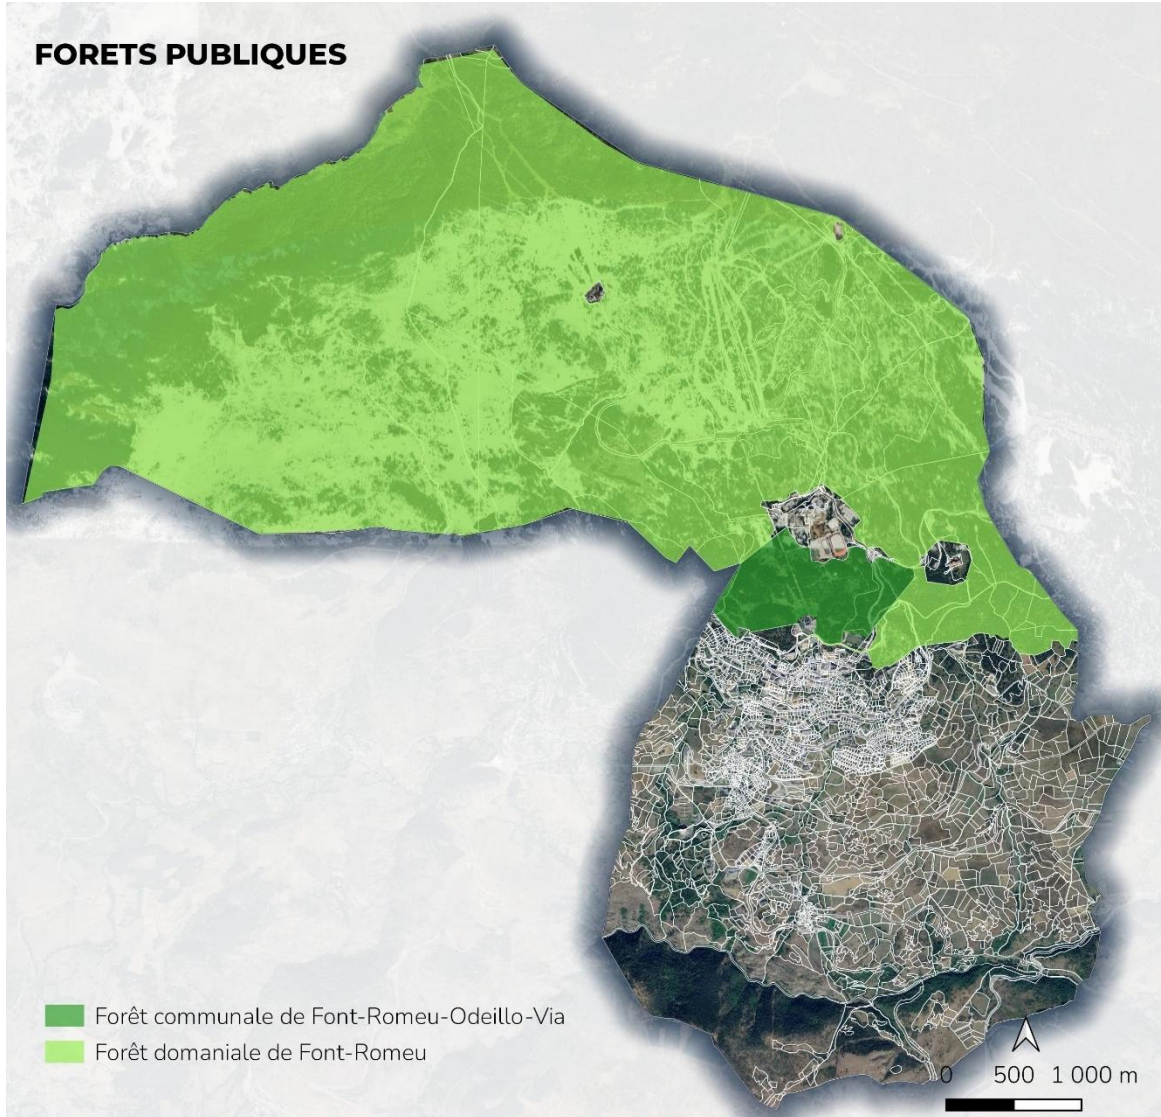 FORETS PUBLIQUES
Forêt communale de Font-Romeu-Odeillo-Via
Forêt domaniale de Font-Romeu
0 500 1 000 m